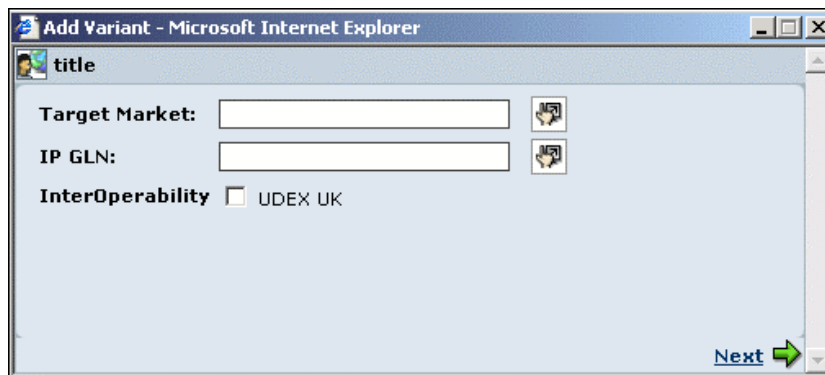 Add Variant - Microsoft Internet Explorer
title
Target Market:
IP GLN:
InterOperability UDEX UK
Next